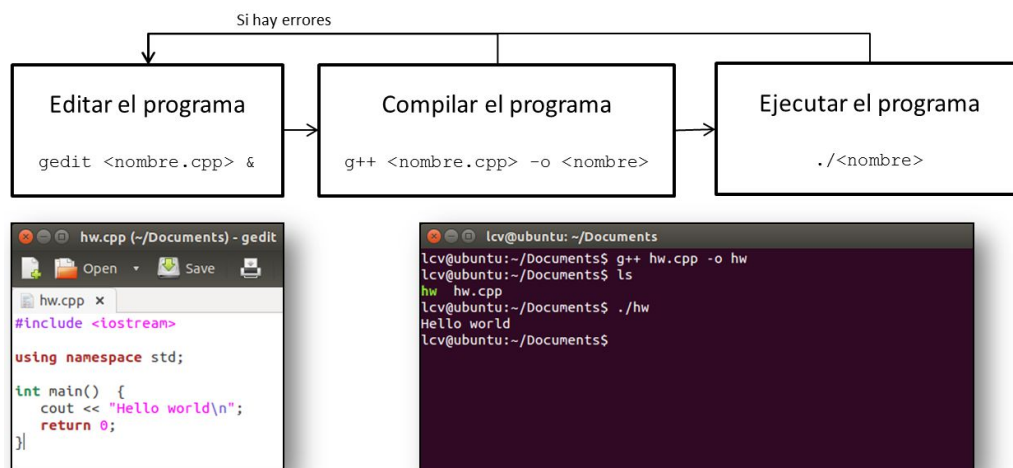 Si hay errores
Editar el programa
gedit <nombre.cpp> &
Compilar el programa
g++ <nombre.cpp> -o <nombre>
Ejecutar el programa
./<nombre>
hw.cpp (~/Documents) - gedit
Open
Save
hw.cpp ×
#include <iostream>
using namespace std;
int main()  {
   cout << "Hello world\n";
   return 0;
}
lcv@ubuntu: ~/Documents
lcv@ubuntu:~/Documents$ g++ hw.cpp -o hw
lcv@ubuntu:~/Documents$ ls
hw  hw.cpp
lcv@ubuntu:~/Documents$ ./hw
Hello world
lcv@ubuntu:~/Documents$